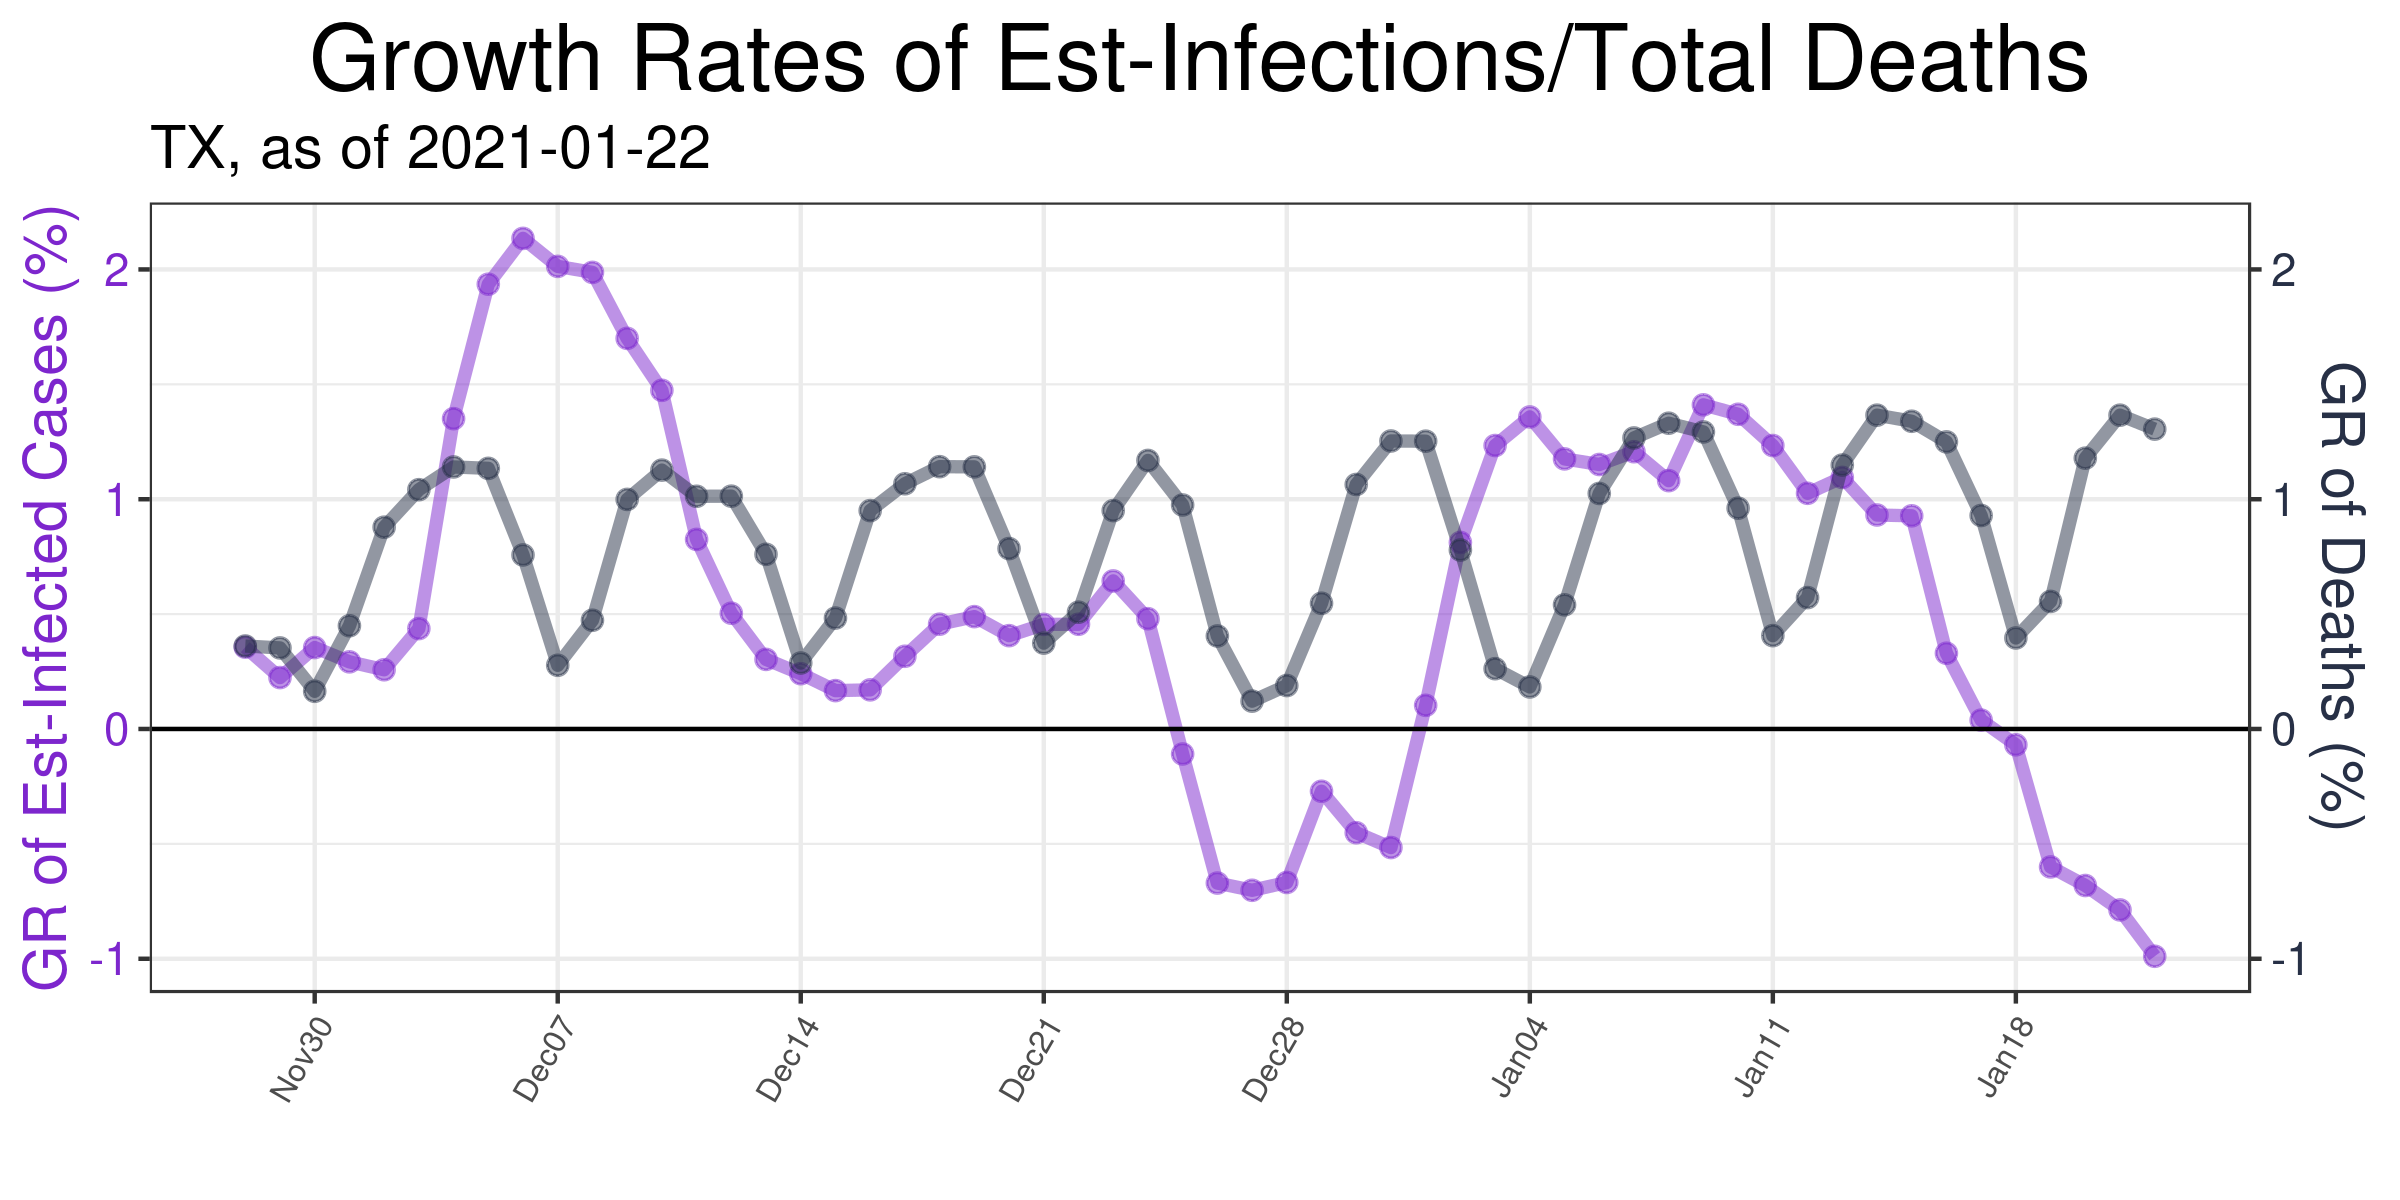 Growth Rates of Est-Infections/Total Deaths
TX, as of 2021-01-22
GR of Est-Infected Cases (%)
2
1
0
-1
2
1
0
-1
GR of Deaths (%)
Nov30
Dec07
Dec14
Dec21
Dec28
Jan04
Jan11
Jan18